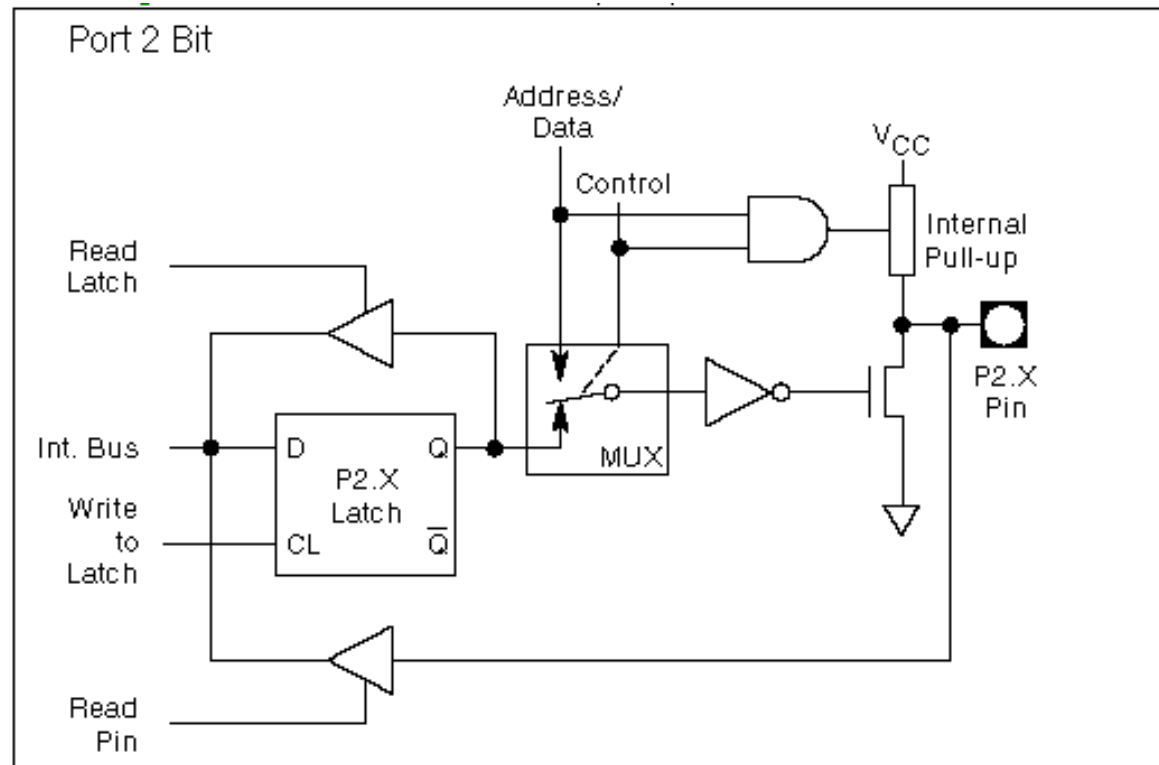 Port 2 Bit
Address/
Data
Control
VCC
Internal
Pull-up
Read
Latch
P2.X
Pin
Int. Bus
D
Q
MUX
P2.X
Latch
Write
to
Latch
CL
Q̅
Read
Pin